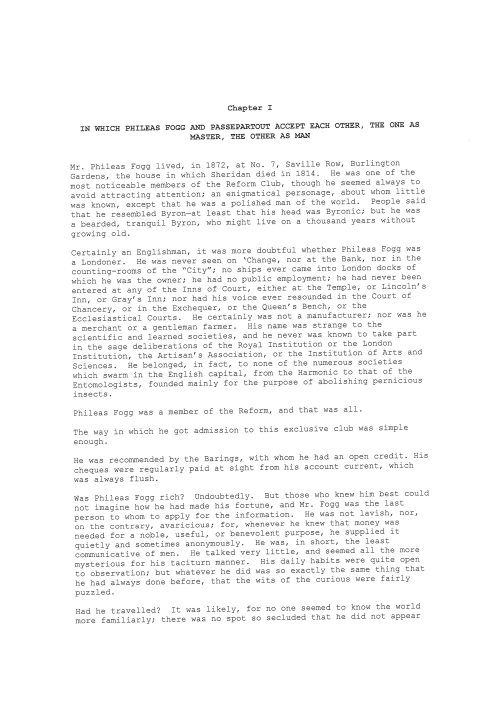 Chapter I
IN WHICH PHILEAS FOGG AND PASSEPARTOUT ACCEPT EACH OTHER, THE ONE AS
MASTER, THE OTHER AS MAN
Mr. Phileas Fogg lived, in 1872, at No. 7, Saville Row, Burlington
Gardens, the house in which Sheridan died in 1814.  He was one of the
most noticeable members of the Reform Club, though he seemed always to
avoid attracting attention; an enigmatical personage, about whom little
was known, except that he was a polished man of the world.  People said
that he resembled Byron—at least that his head was Byronic; but he was
a bearded, tranquil Byron, who might live on a thousand years without
growing old.
Certainly an Englishman, it was more doubtful whether Phileas Fogg was
a Londoner.  He was never seen on 'Change, nor at the Bank, nor in the
counting-rooms of the "City"; no ships ever came into London docks of
which he was the owner; he had no public employment; he had never been
entered at any of the Inns of Court, either at the Temple, or Lincoln's
Inn, or Gray's Inn; nor had his voice ever resounded in the Court of
Chancery, or in the Exchequer, or the Queen's Bench, or the
Ecclesiastical Courts.  He certainly was not a manufacturer; nor was he
a merchant or a gentleman farmer.  His name was strange to the
scientific and learned societies, and he never was known to take part
in the sage deliberations of the Royal Institution or the London
Institution, the Artisan's Association, or the Institution of Arts and
Sciences.  He belonged, in fact, to none of the numerous societies
which swarm in the English capital, from the Harmonic to that of the
Entomologists, founded mainly for the purpose of abolishing pernicious
insects.
Phileas Fogg was a member of the Reform, and that was all.
The way in which he got admission to this exclusive club was simple
enough.
He was recommended by the Barings, with whom he had an open credit. His
cheques were regularly paid at sight from his account current, which
was always flush.
Was Phileas Fogg rich?  Undoubtedly.  But those who knew him best could
not imagine how he had made his fortune, and Mr. Fogg was the last
person to whom to apply for the information.  He was not lavish, nor,
on the contrary, avaricious; for, whenever he knew that money was
needed for a noble, useful, or benevolent purpose, he supplied it
quietly and sometimes anonymously.  He was, in short, the least
communicative of men.  He talked very little, and seemed all the more
mysterious for his taciturn manner.  His daily habits were quite open
to observation; but whatever he did was so exactly the same thing that
he had always done before, that the wits of the curious were fairly
puzzled.
Had he travelled?  It was likely, for no one seemed to know the world
more familiarly; there was no spot so secluded that he did not appear